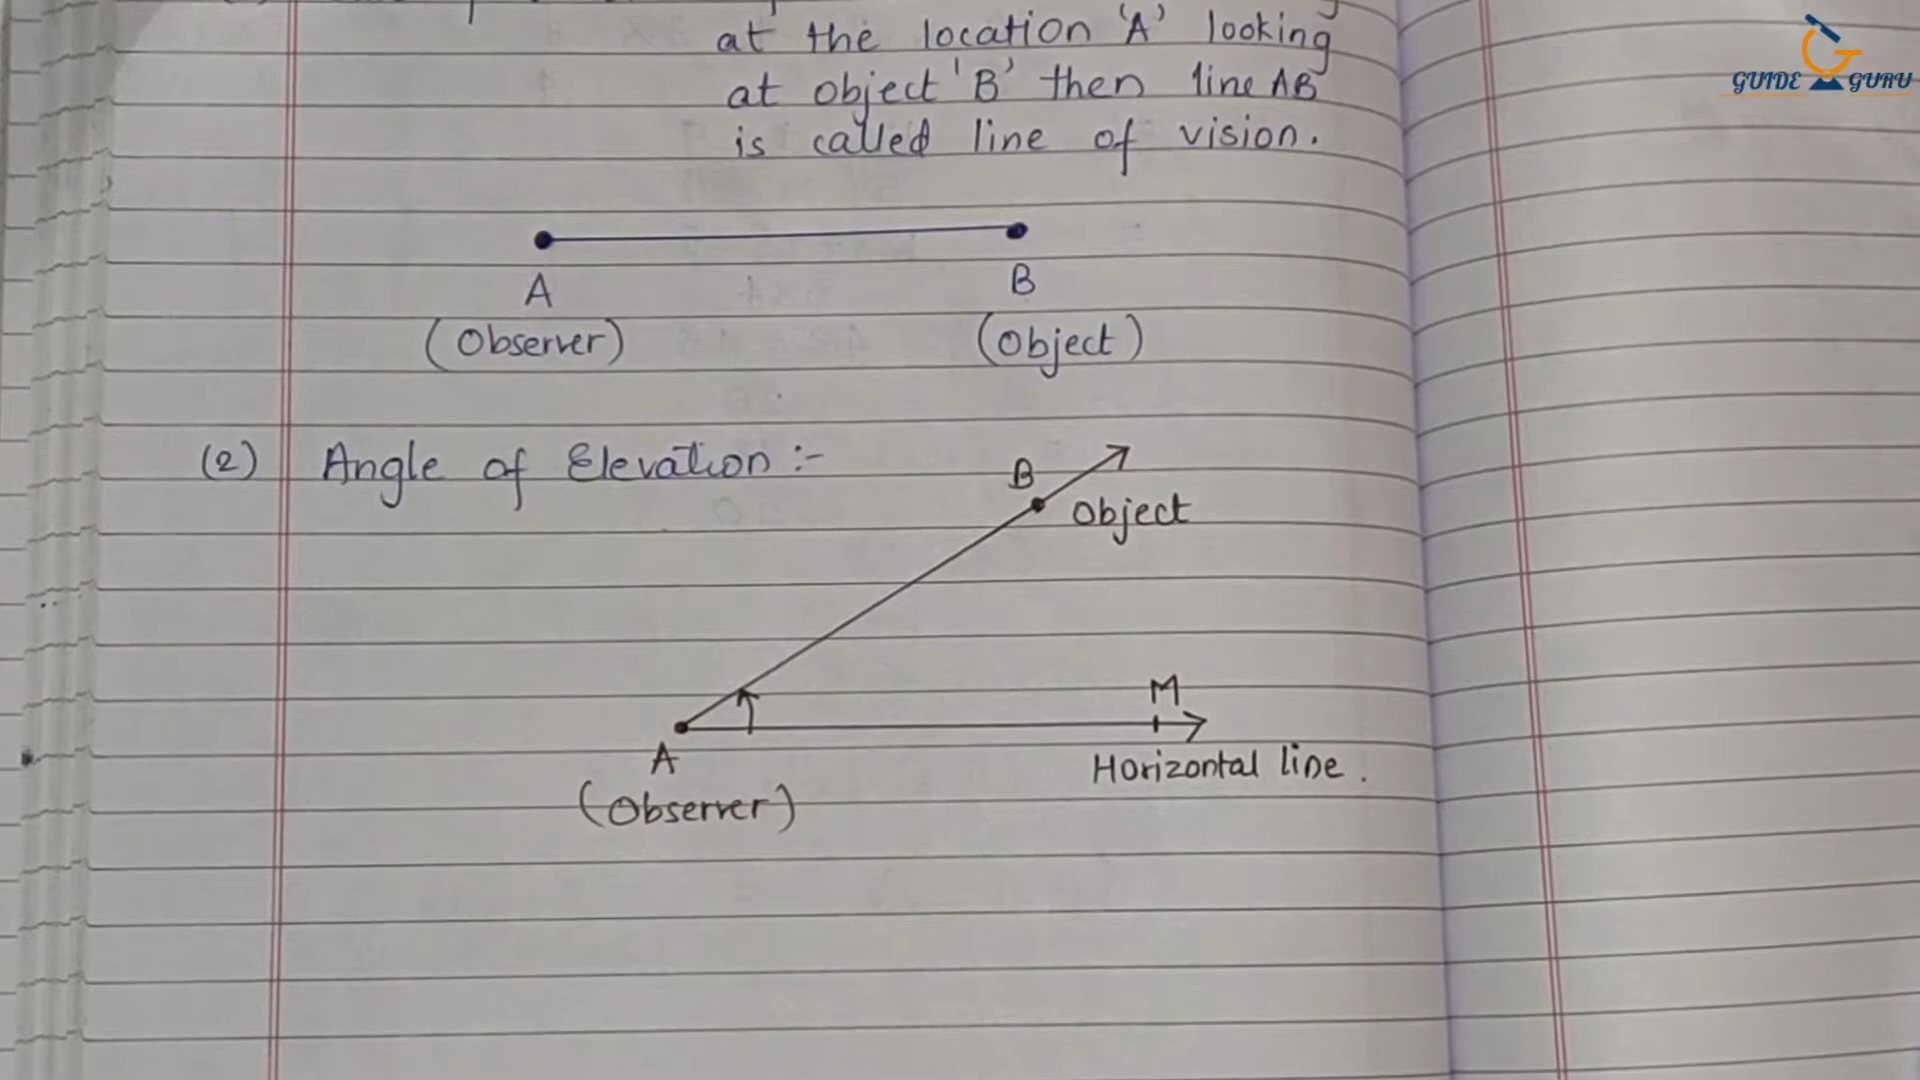 at the location 'A' looking
at object 'B' then line AB
is called line of vision.
A
B
(Observer)
(Object)
(2) Angle of Elevation :-
B
Object
M
A
Horizontal line.
(Observer)
GUIDE GURU